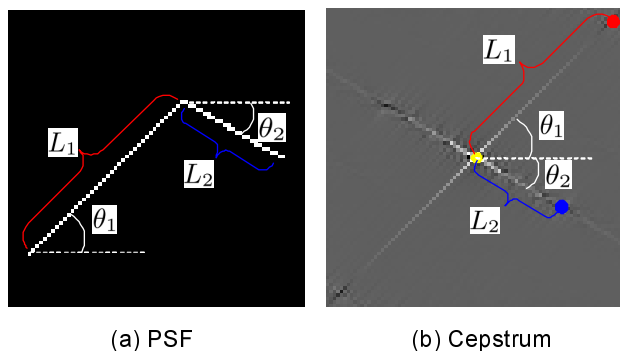 L₁
θ₂
L₂
θ₁
L₁
θ₁
θ₂
L₂
(a) PSF
(b) Cepstrum